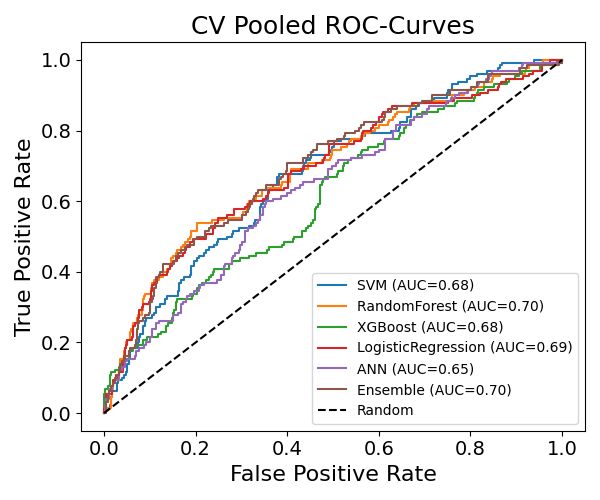 CV Pooled ROC-Curves
True Positive Rate
1.0
0.8
0.6
0.4
0.2
0.0
SVM (AUC=0.68)
RandomForest (AUC=0.70)
XGBoost (AUC=0.68)
LogisticRegression (AUC=0.69)
ANN (AUC=0.65)
Ensemble (AUC=0.70)
Random
0.0 0.2 0.4 0.6 0.8 1.0
False Positive Rate